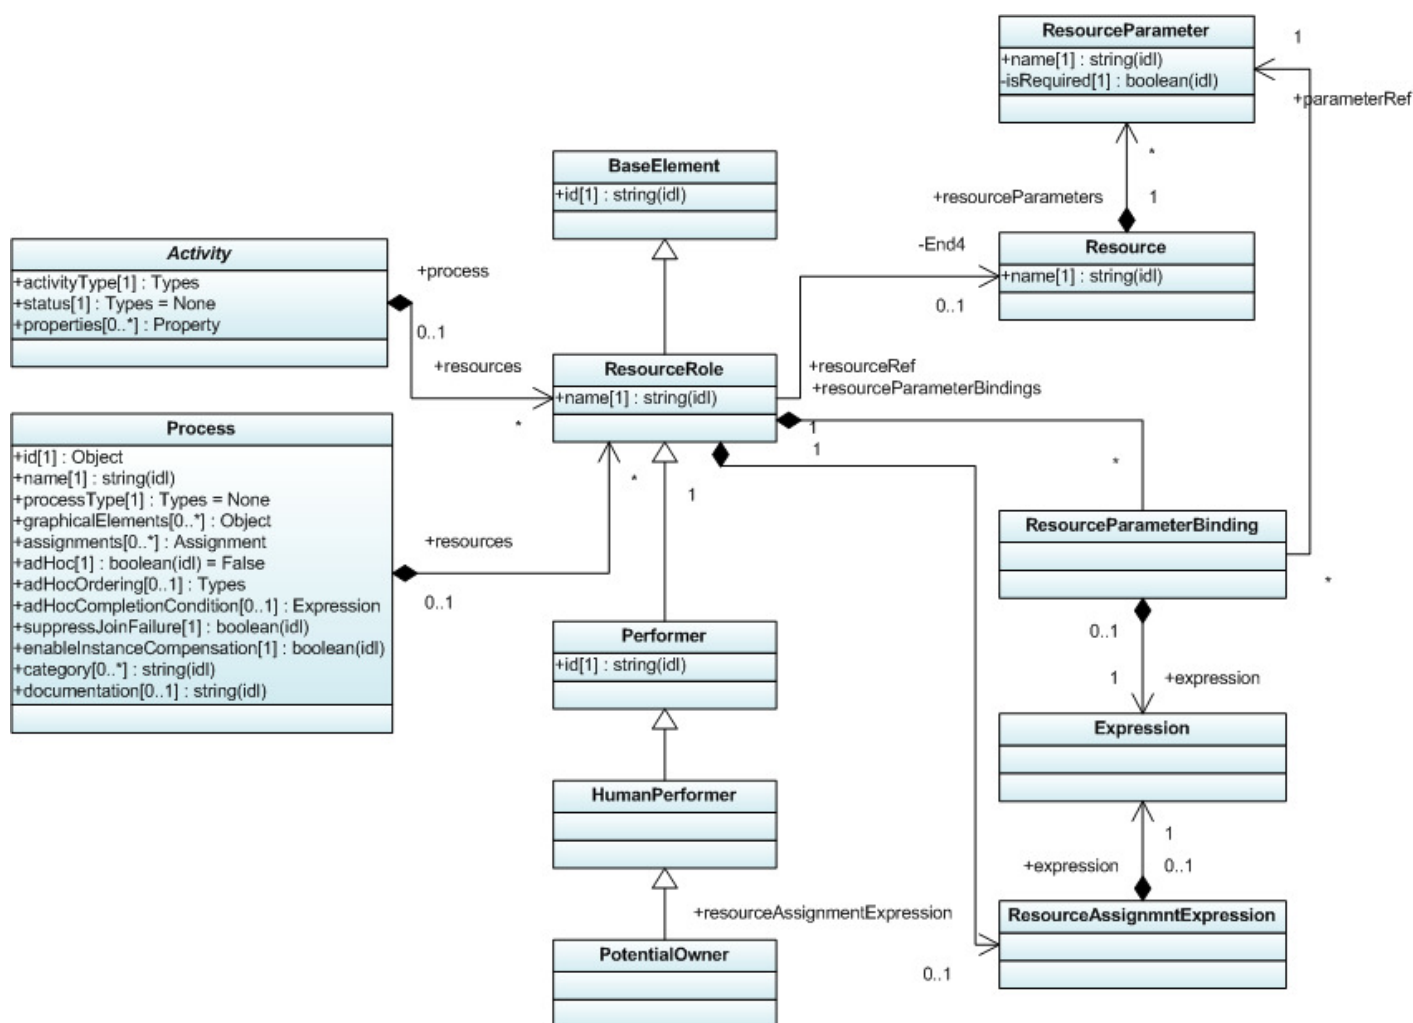 ResourceParameter
+name[1] : string(idl)
-isRequired[1] : boolean(idl)
1
+parameterRef
*
+resourceParameters
1
BaseElement
+id[1] : string(idl)
Resource
+name[1] : string(idl)
-End4
0..1
Activity
+activityType[1] : Types
+status[1] : Types = None
+properties[0..*] : Property
+process
0..1
+resources
*
ResourceRole
+name[1] : string(idl)
+resourceRef
+resourceParameterBindings
1
1
*
*
1
Process
+id[1] : Object
+name[1] : string(idl)
+processType[1] : Types = None
+graphicalElements[0..*] : Object
+assignments[0..*] : Assignment
+adHoc[1] : boolean(idl) = False
+adHocOrdering[0..1] : Types
+adHocCompletionCondition[0..1] : Expression
+suppressJoinFailure[1] : boolean(idl)
+enableInstanceCompensation[1] : boolean(idl)
+category[0..*] : string(idl)
+documentation[0..1] : string(idl)
+resources
0..1
ResourceParameterBinding
*
0..1
1
+expression
Performer
+id[1] : string(idl)
Expression
HumanPerformer
1
+expression
0..1
+resourceAssignmentExpression
0..1
ResourceAssignmntExpression
PotentialOwner